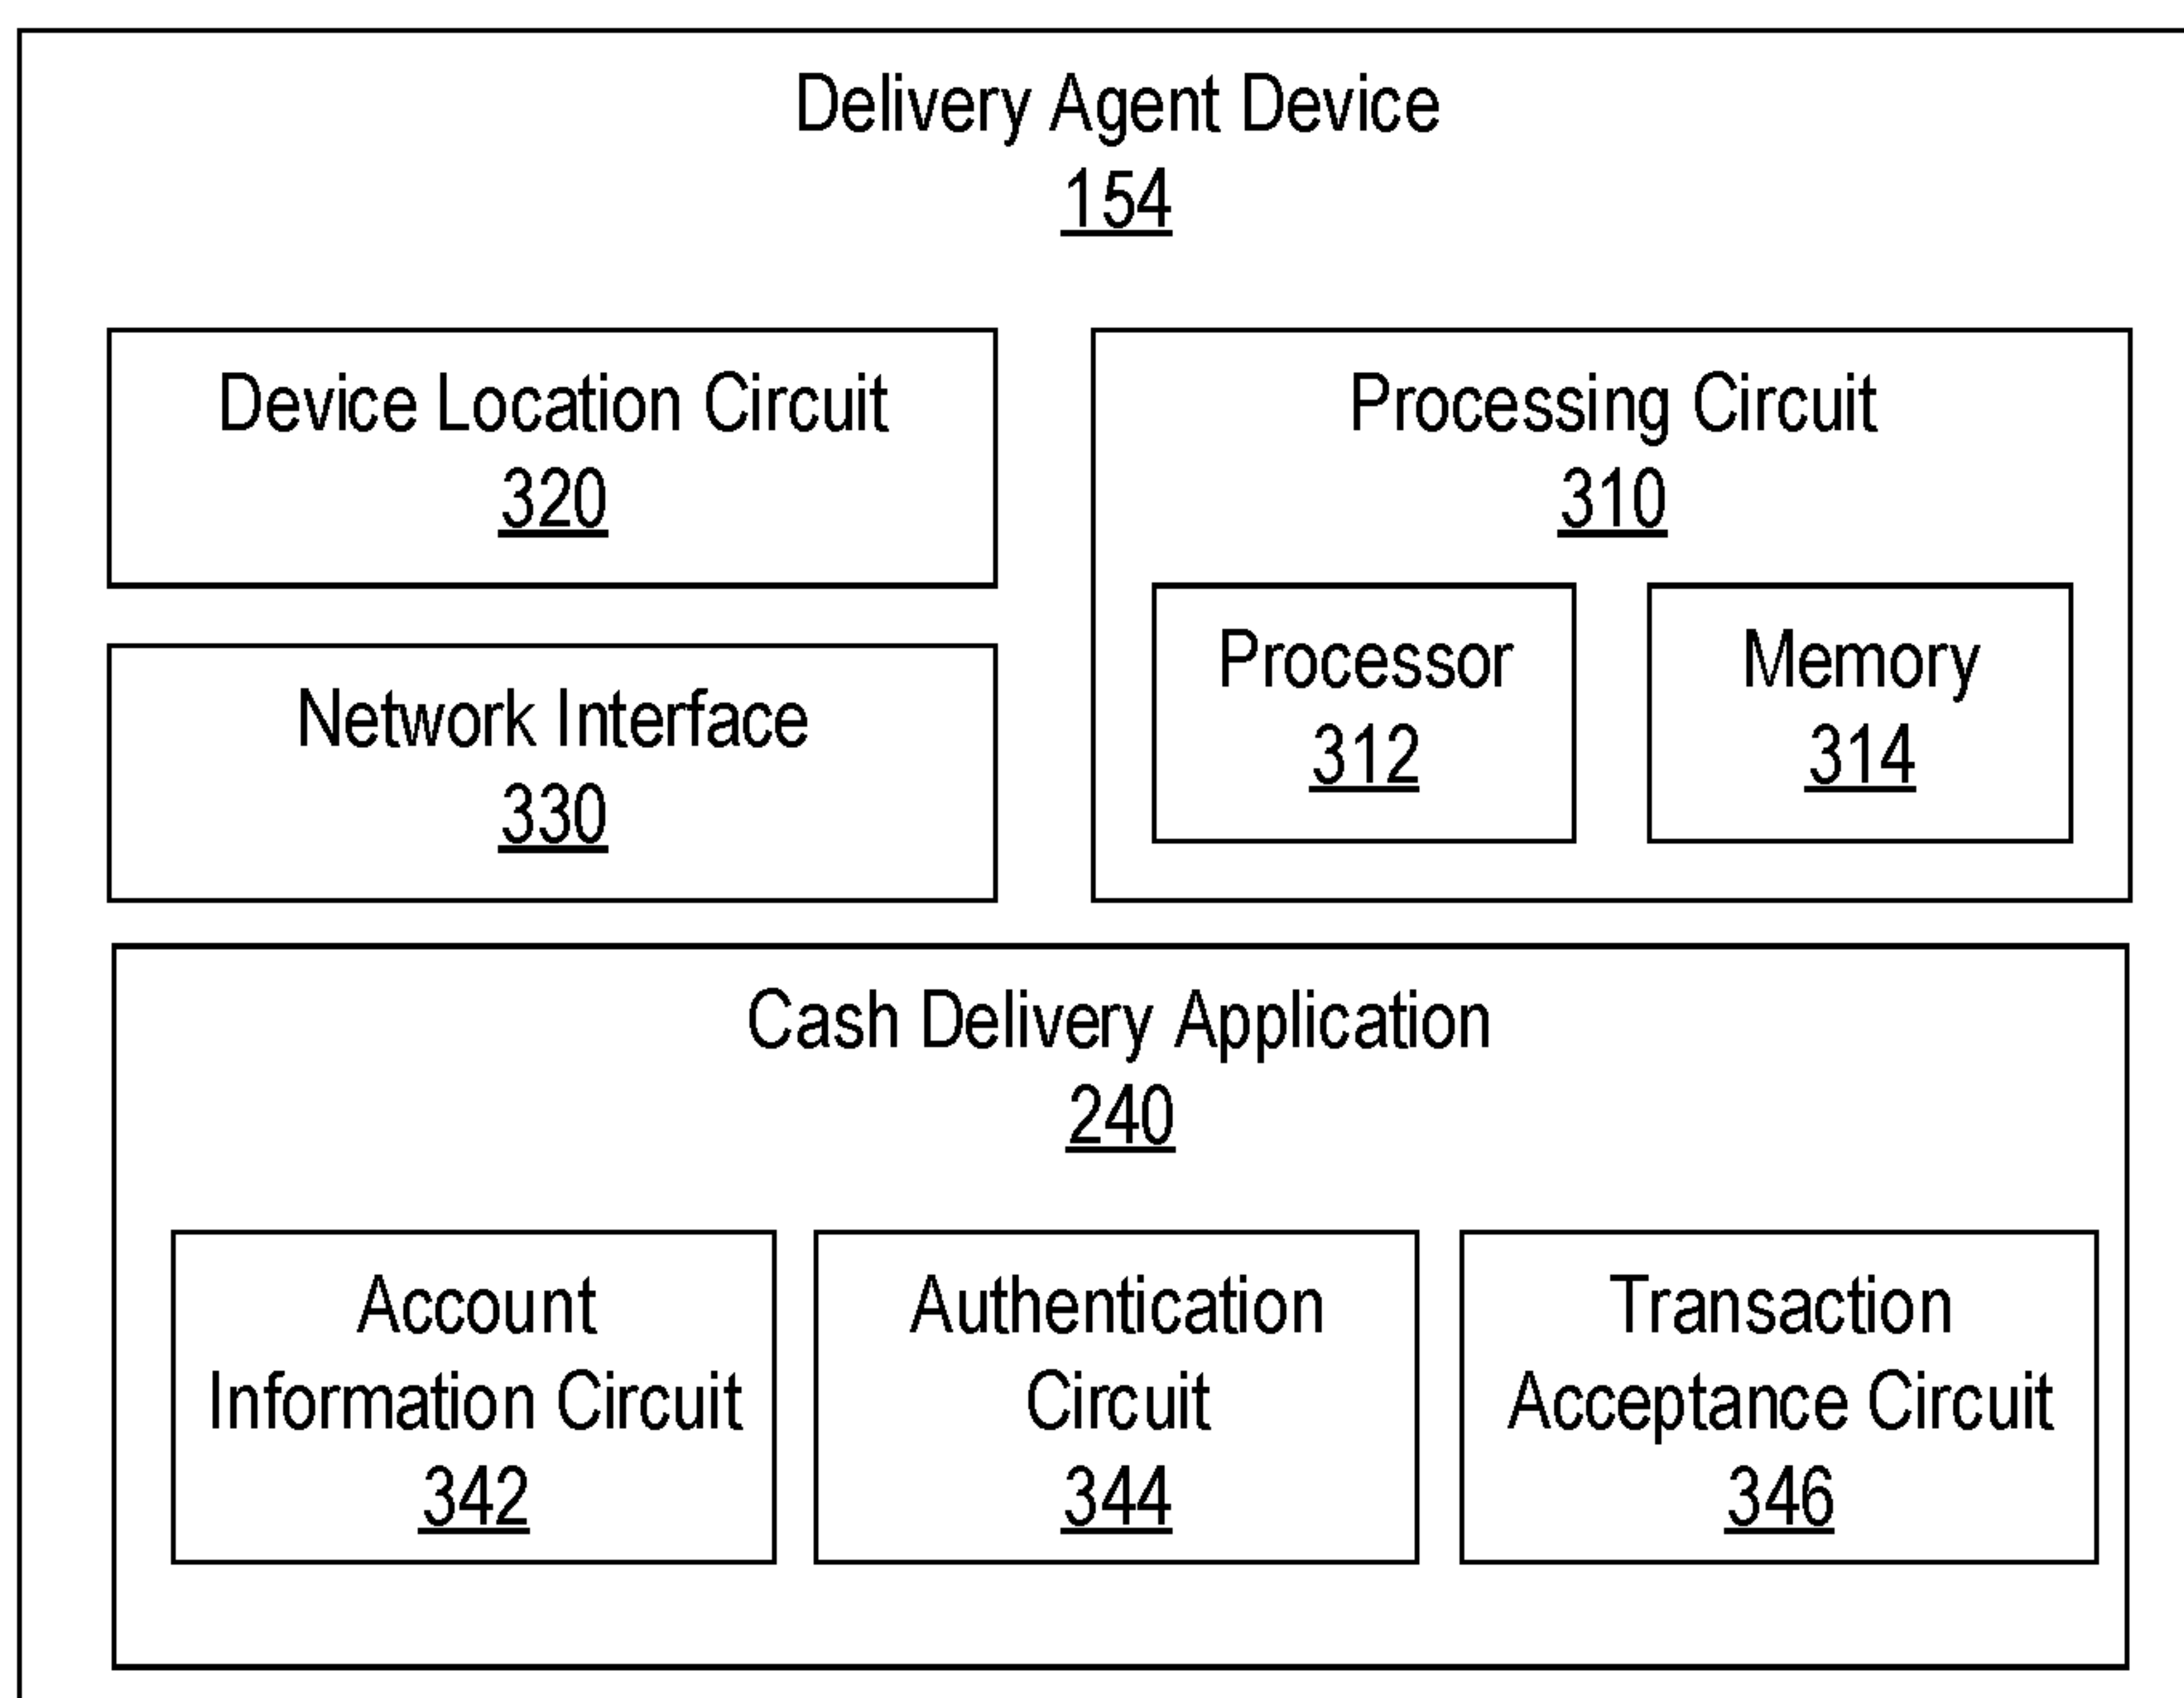 Delivery Agent Device
154
Device Location Circuit
320
Processing Circuit
310
Processor
312
Memory
314
Network Interface
330
Cash Delivery Application
240
Account
Information Circuit
342
Authentication
Circuit
344
Transaction
Acceptance Circuit
346